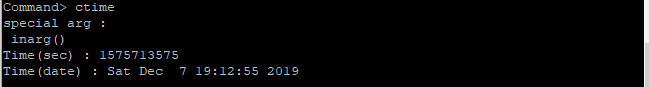 Command> ctime
special arg :
 inarg()
Time(sec) : 1575713575
Time(date) : Sat Dec  7 19:12:55 2019